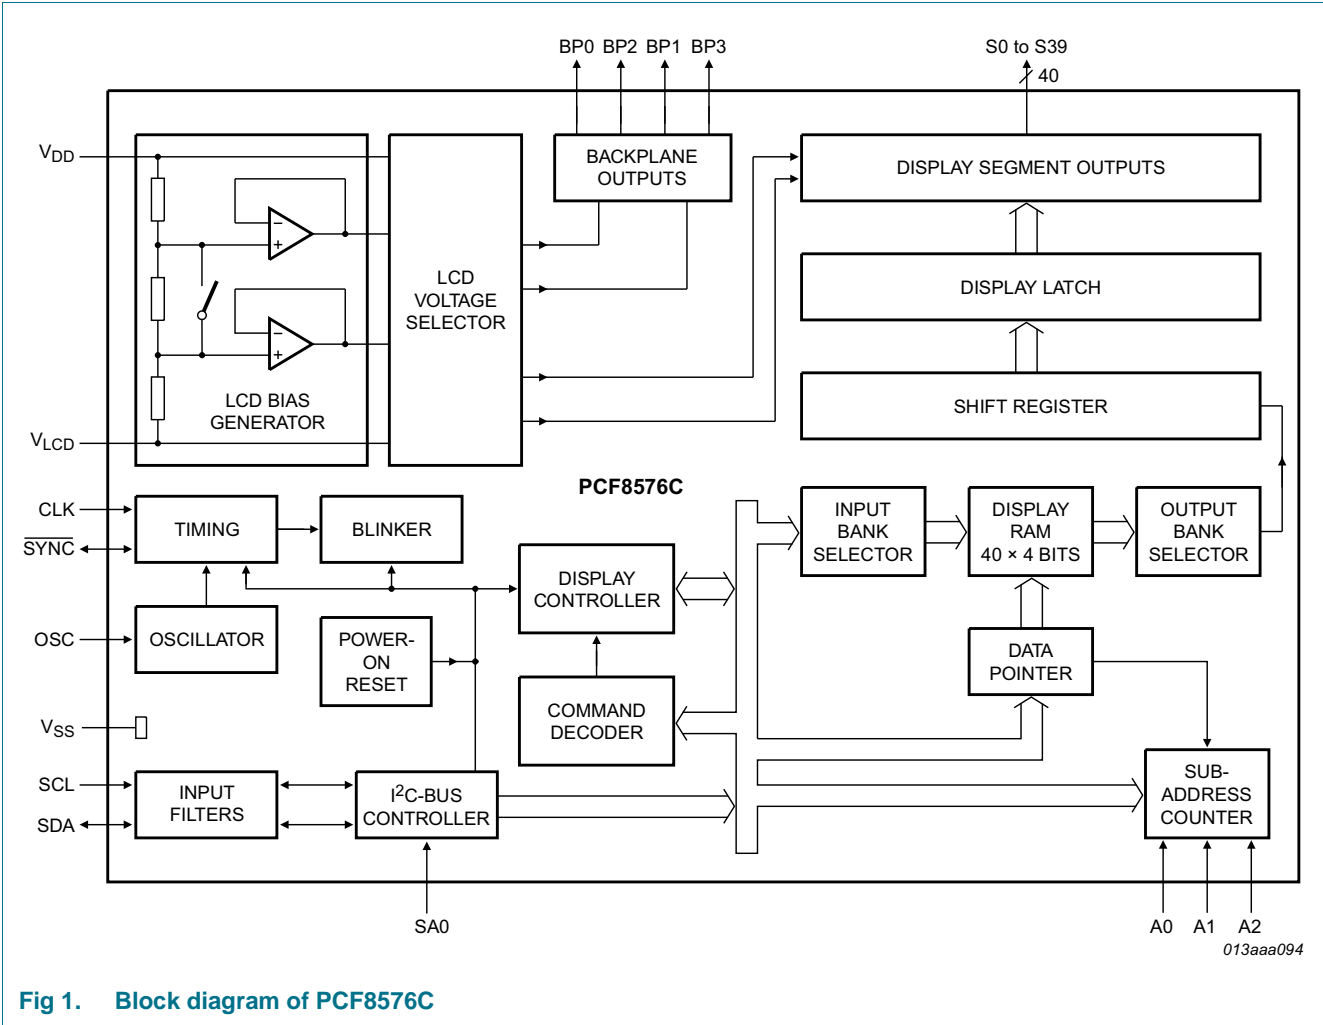 BP0 BP2 BP1 BP3
S0 to S39
40
VDD
BACKPLANE
OUTPUTS
DISPLAY SEGMENT OUTPUTS
LCD
VOLTAGE
SELECTOR
DISPLAY LATCH
LCD BIAS
GENERATOR
SHIFT REGISTER
VLCD
PCF8576C
CLK
SYNC
TIMING
BLINKER
INPUT
BANK
SELECTOR
DISPLAY
RAM
40 × 4 BITS
OUTPUT
BANK
SELECTOR
DISPLAY
CONTROLLER
OSC
OSCILLATOR
POWER-
ON
RESET
DATA
POINTER
COMMAND
DECODER
VSS
SCL
SDA
INPUT
FILTERS
I2C-BUS
CONTROLLER
SUB-
ADDRESS
COUNTER
SA0
A0 A1 A2
013aaa094
Fig 1. Block diagram of PCF8576C